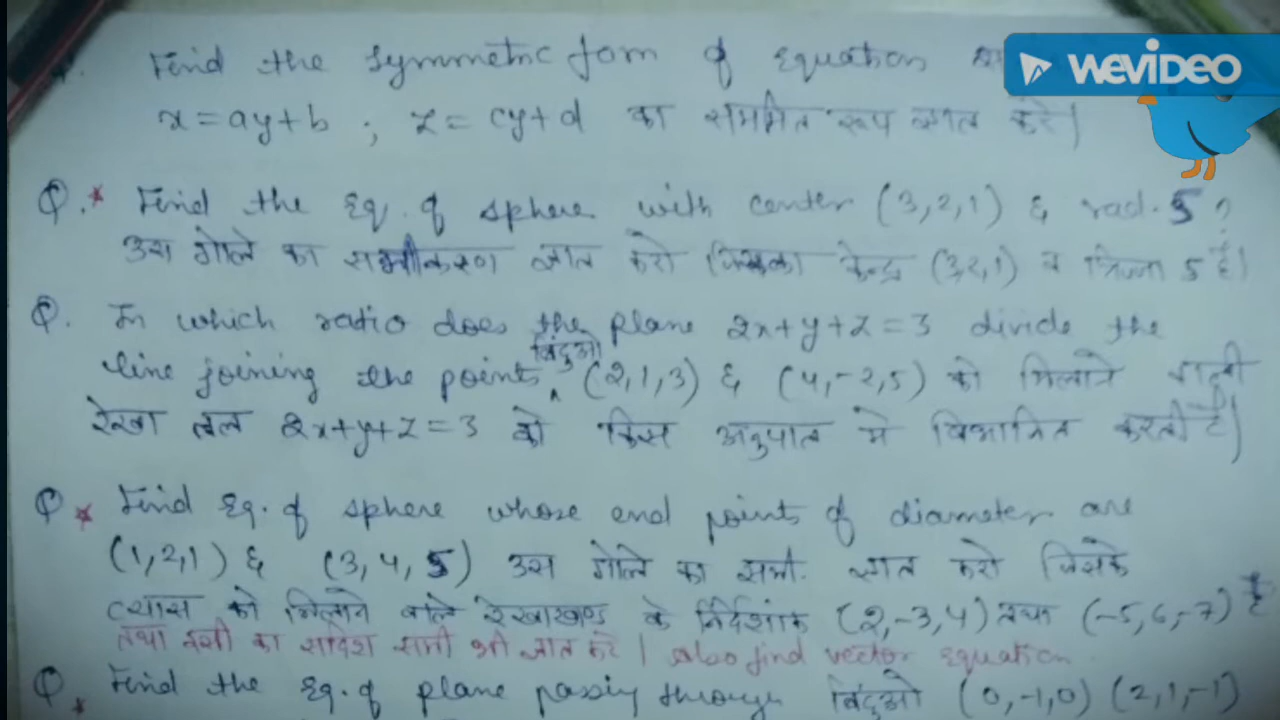 Find the symmetric form of equation
WEVIDEO
x = ay + b ; z = cy + d का सममित रूप ज्ञात करे।
Q.* Find the Eq. of sphere with center (3,2,1) & rad. 5 ?
उस गोले का समीकरण ज्ञात करो जिसका केन्द्र (3,2,1) व त्रिज्या 5 है।
Q. In which ratio does the plane 2x+y+z = 3 divide the
line joining the points बिंदुओ (2,1,3) & (4,-2,5) को मिलाने वाली
रेखा तल 2x+y+z = 3 को किस अनुपात मे विभाजित करती है।
Q * Find Eq. of sphere whose end points of diameter are
(1,2,1) & (3,4,5) उस गोले का समी. ज्ञात करो जिसके
व्यास को मिलाने वाले रेखाखण्ड के निर्देशांक (2,-3,4) तथा (-5,6,-7) है
तथा इसी का सदिश समी भी ज्ञात करे। also find vector Equation
Q. * Find the Eq. of plane passing through बिंदुओ (0,-1,0) (2,1,-1)